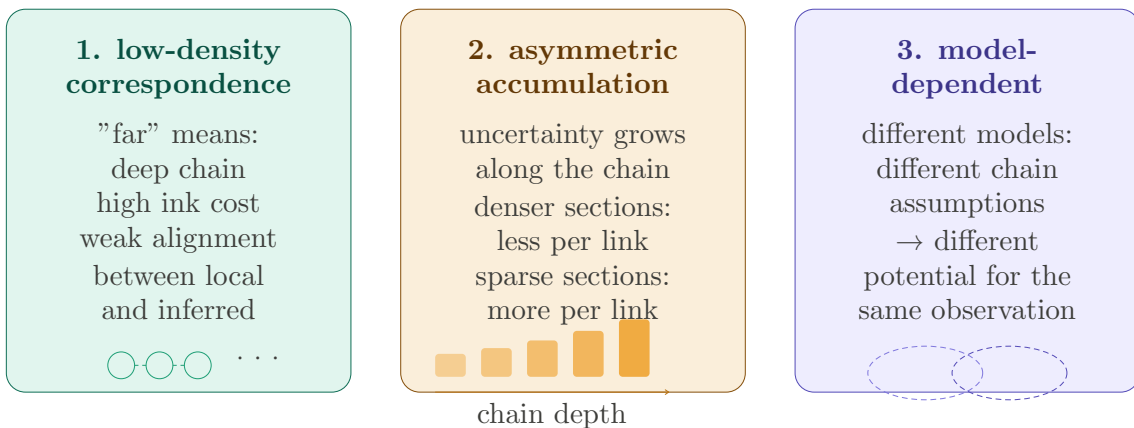 1. low-density
correspondence
”far” means:
deep chain
high ink cost
weak alignment
between local
and inferred
. . .
2. asymmetric
accumulation
uncertainty grows
along the chain
denser sections:
less per link
sparse sections:
more per link
chain depth
3. model-
dependent
different models:
different chain
assumptions
→ different
potential for the
same observation